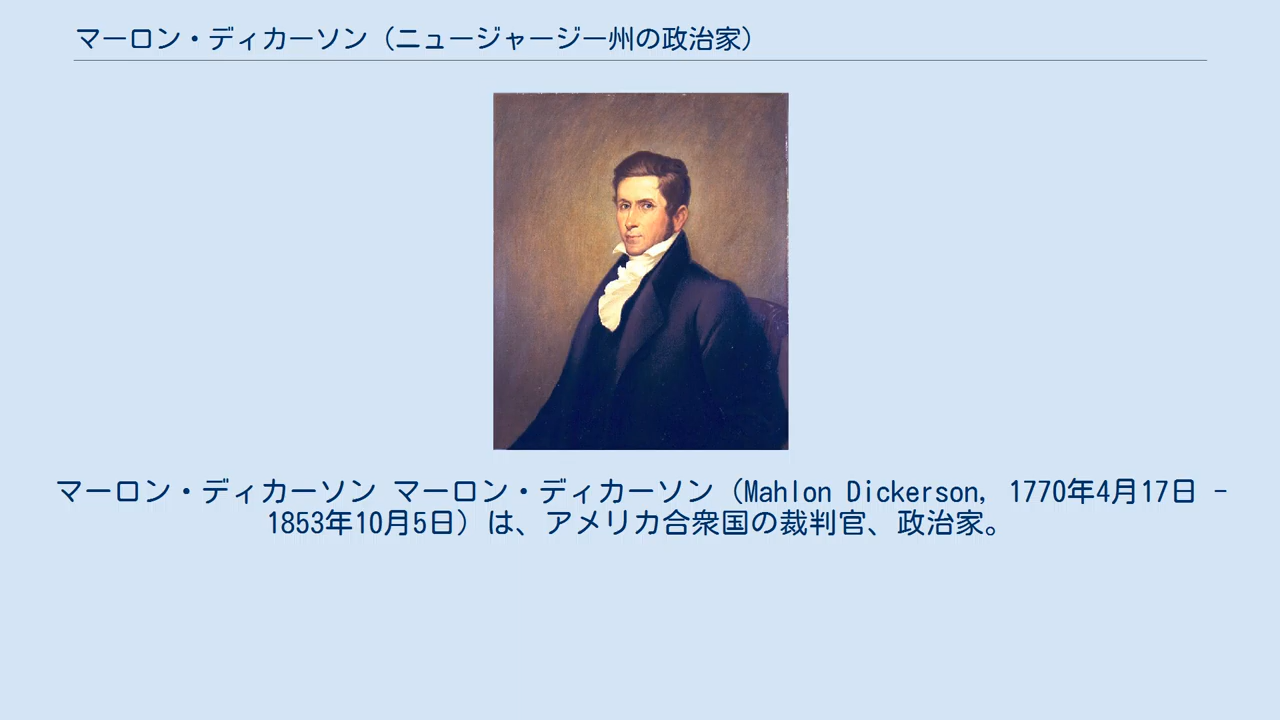 マーロン・ディカーソン（ニュージャージー州の政治家）
マーロン・ディカーソン マーロン・ディカーソン（Mahlon Dickerson, 1770年4月17日 -
1853年10月5日）は、アメリカ合衆国の裁判官、政治家。